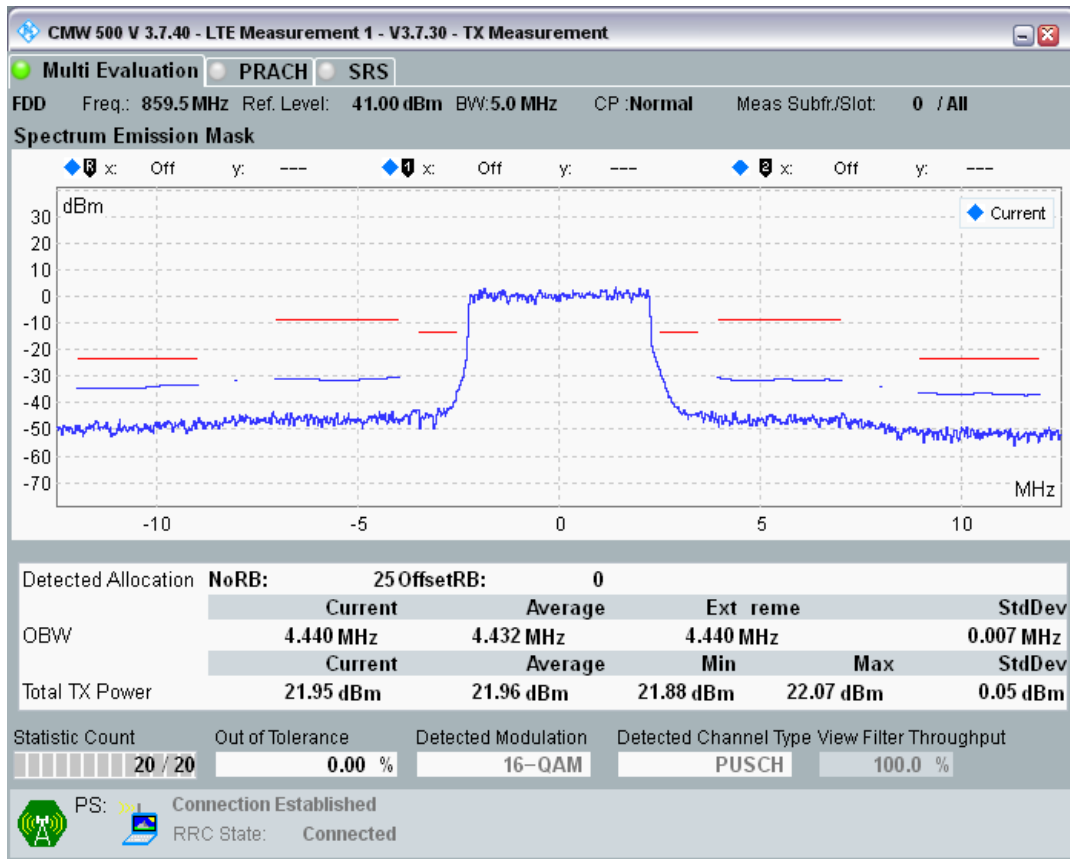 CMW 500 V 3.7.40 - LTE Measurement 1 - V3.7.30 - TX Measurement
Multi Evaluation PRACH SRS
FDD Freq.: 859.5 MHz Ref. Level: 41.00 dBm BW:5.0 MHz CP :Normal Meas Subfr./Slot: 0 / All
Spectrum Emission Mask
R x: Off y: --- 1 x: Off y: --- 2 x: Off y: ---
dBm
Current
30
20
10
0
-10
-20
-30
-40
-50
-60
-70
MHz
-10 -5 0 5 10
Detected Allocation NoRB: 25 OffsetRB: 0
Current Average Ext reme StdDev
OBW 4.440 MHz 4.432 MHz 4.440 MHz 0.007 MHz
Current Average Min Max StdDev
Total TX Power 21.95 dBm 21.96 dBm 21.88 dBm 22.07 dBm 0.05 dBm
Statistic Count Out of Tolerance Detected Modulation Detected Channel Type View Filter Throughput
20 / 20 0.00 % 16-QAM PUSCH 100.0 %
PS: Connection Established
RRC State: Connected